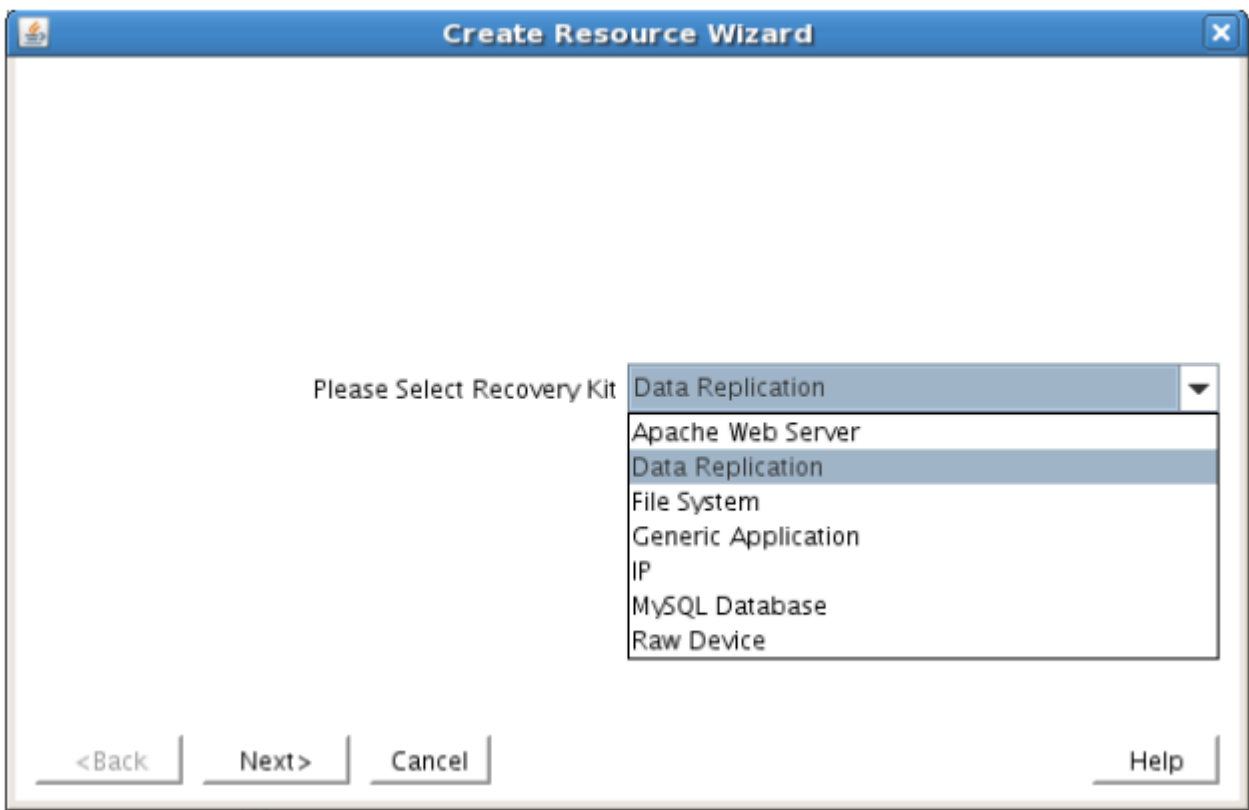 Create Resource Wizard
Please Select Recovery Kit Data Replication
Apache Web Server
Data Replication
File System
Generic Application
IP
MySQL Database
Raw Device
<Back Next> Cancel Help